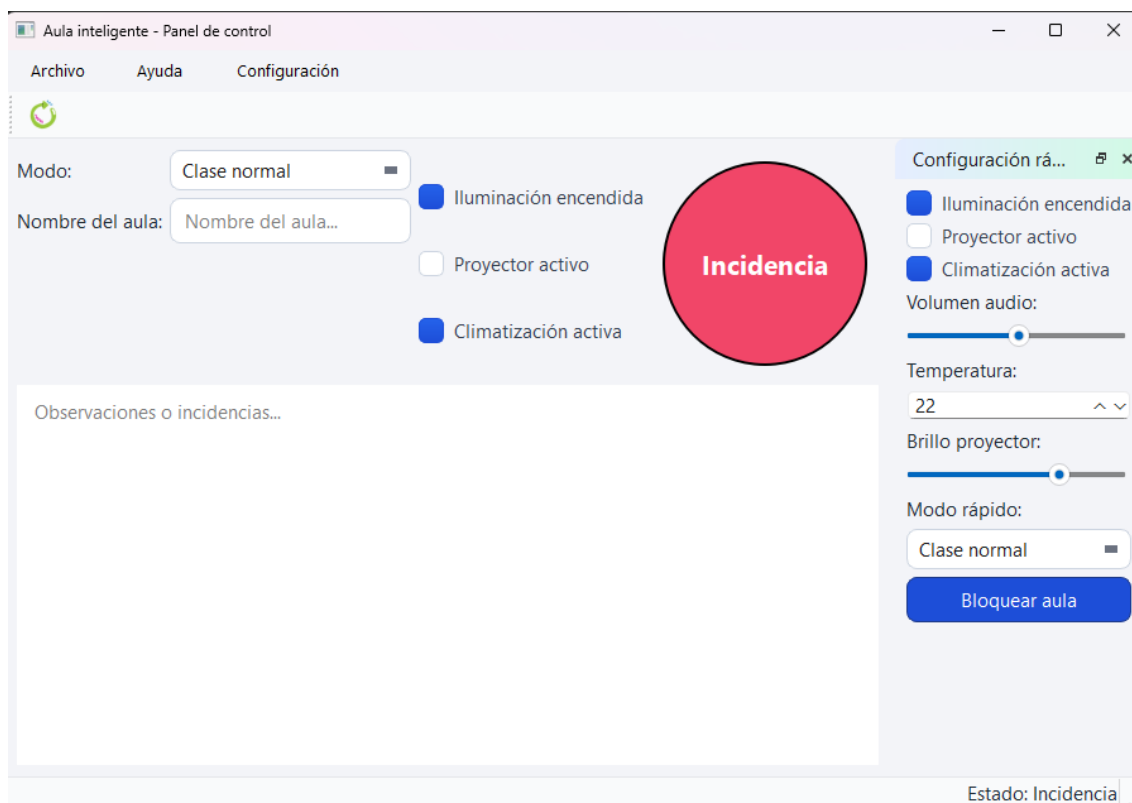 Aula inteligente - Panel de control
Archivo Ayuda Configuración
Modo: Clase normal
Nombre del aula: Nombre del aula...
Iluminación encendida
Proyector activo
Climatización activa
Incidencia
Observaciones o incidencias...
Configuración rá...
Iluminación encendida
Proyector activo
Climatización activa
Volumen audio:
Temperatura:
22
Brillo proyector:
Modo rápido:
Clase normal
Bloquear aula
Estado: Incidencia